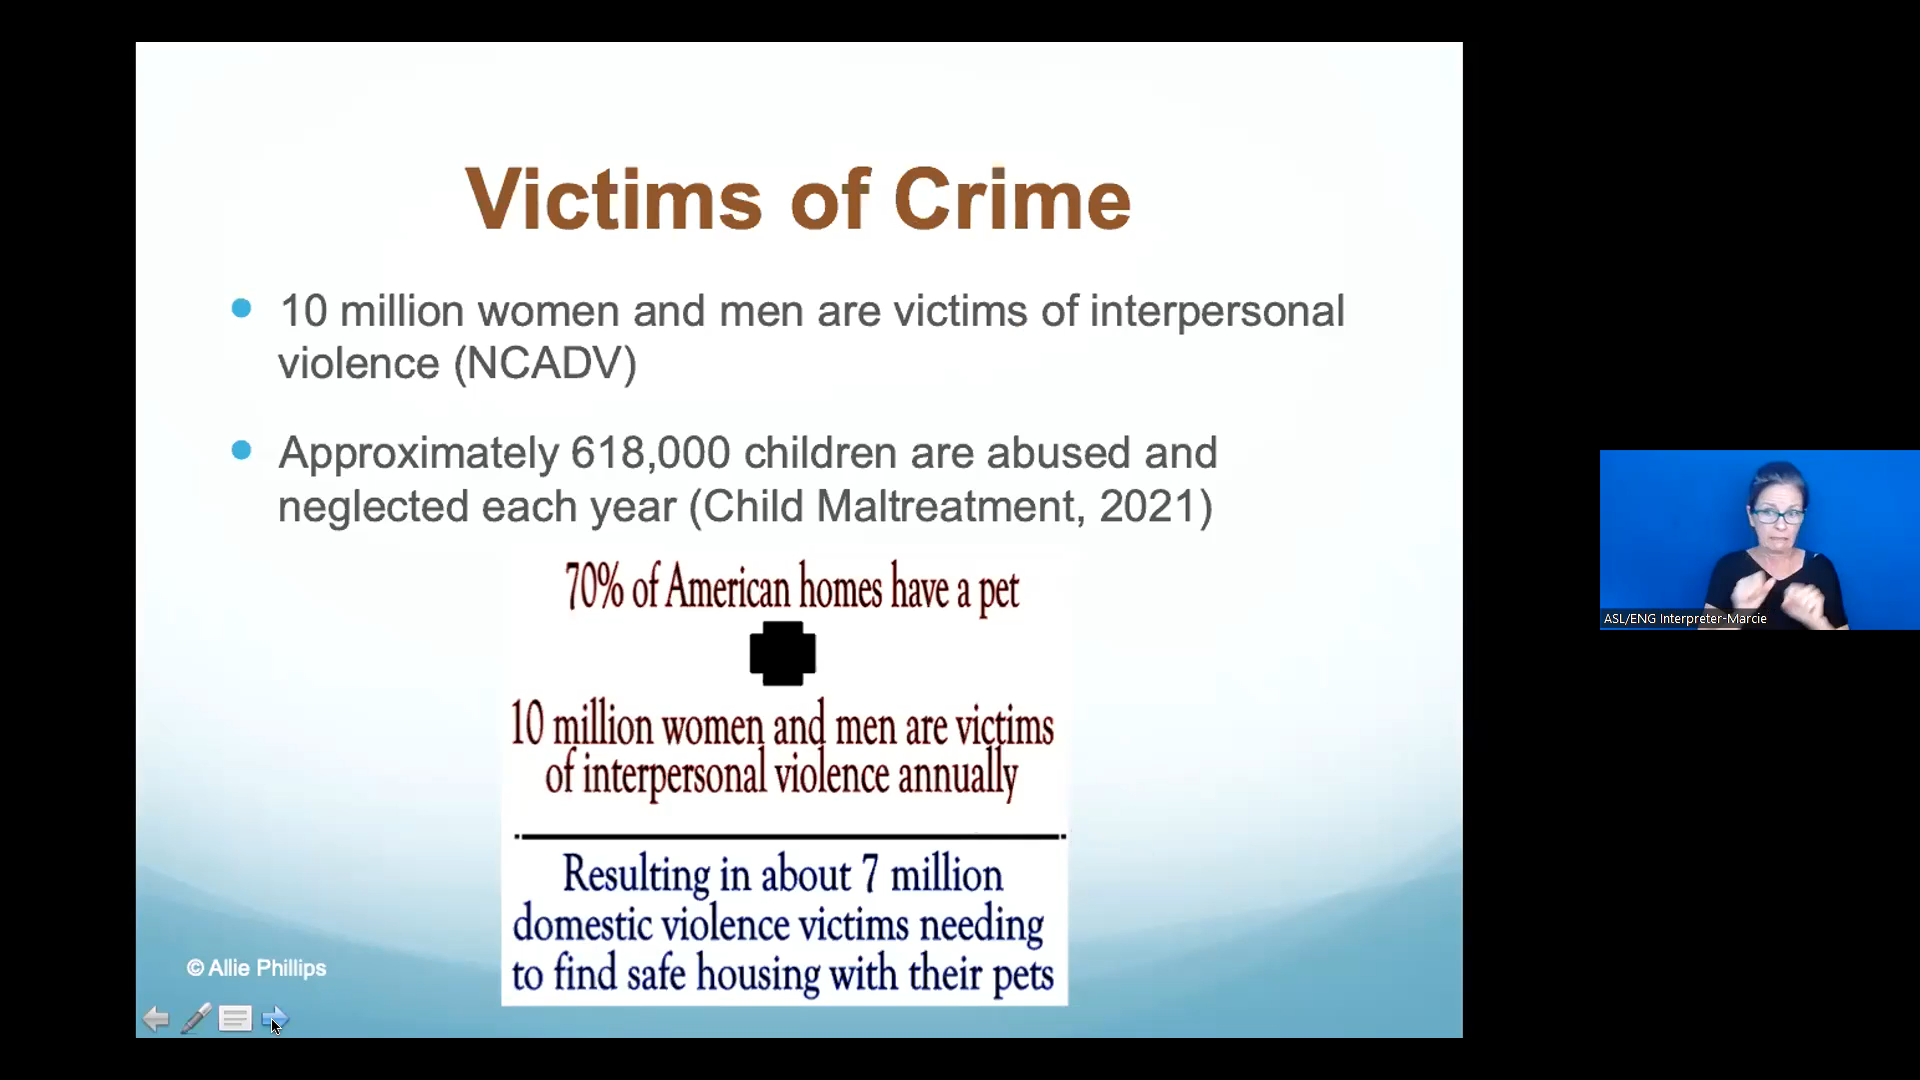 Victims of Crime
10 million women and men are victims of interpersonal
violence (NCADV)
Approximately 618,000 children are abused and
neglected each year (Child Maltreatment, 2021)
70% of American homes have a pet
10 million women and men are victims
of interpersonal violence annually
Resulting in about 7 million
domestic violence victims needing
to find safe housing with their pets
© Allie Phillips
ASL/ENG Interpreter-Marcie